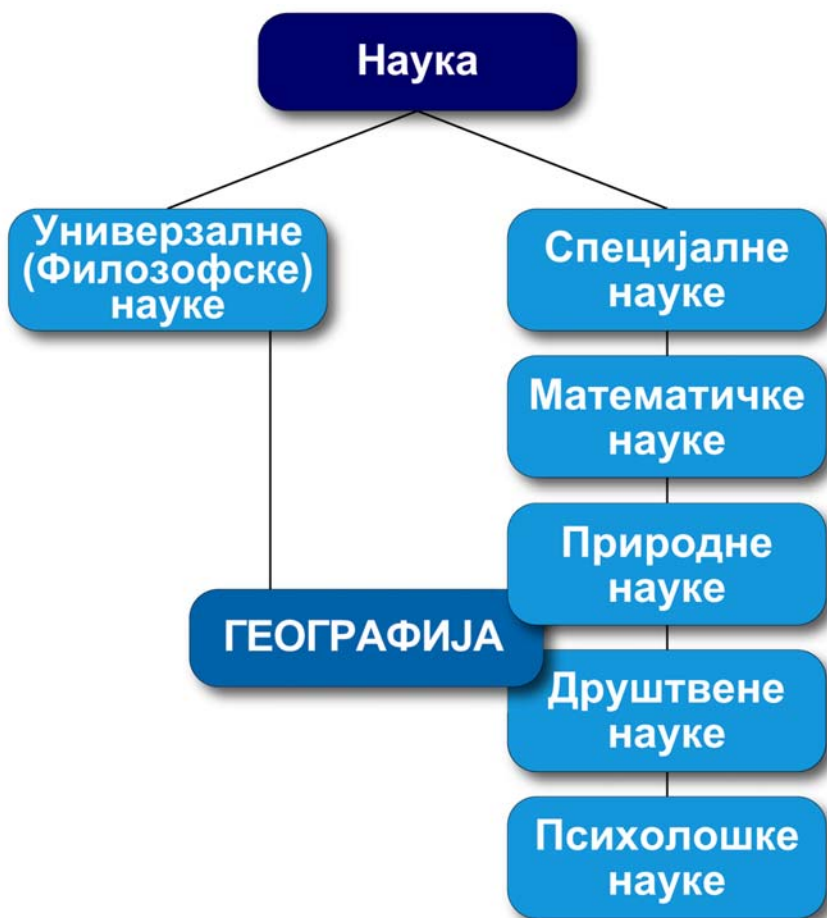 Наука
Универзалне
(Филозофске)
науке
Специјалне
науке
Математичке
науке
Природне
науке
ГЕОГРАФИЈА
Друштвене
науке
Психолошке
науке